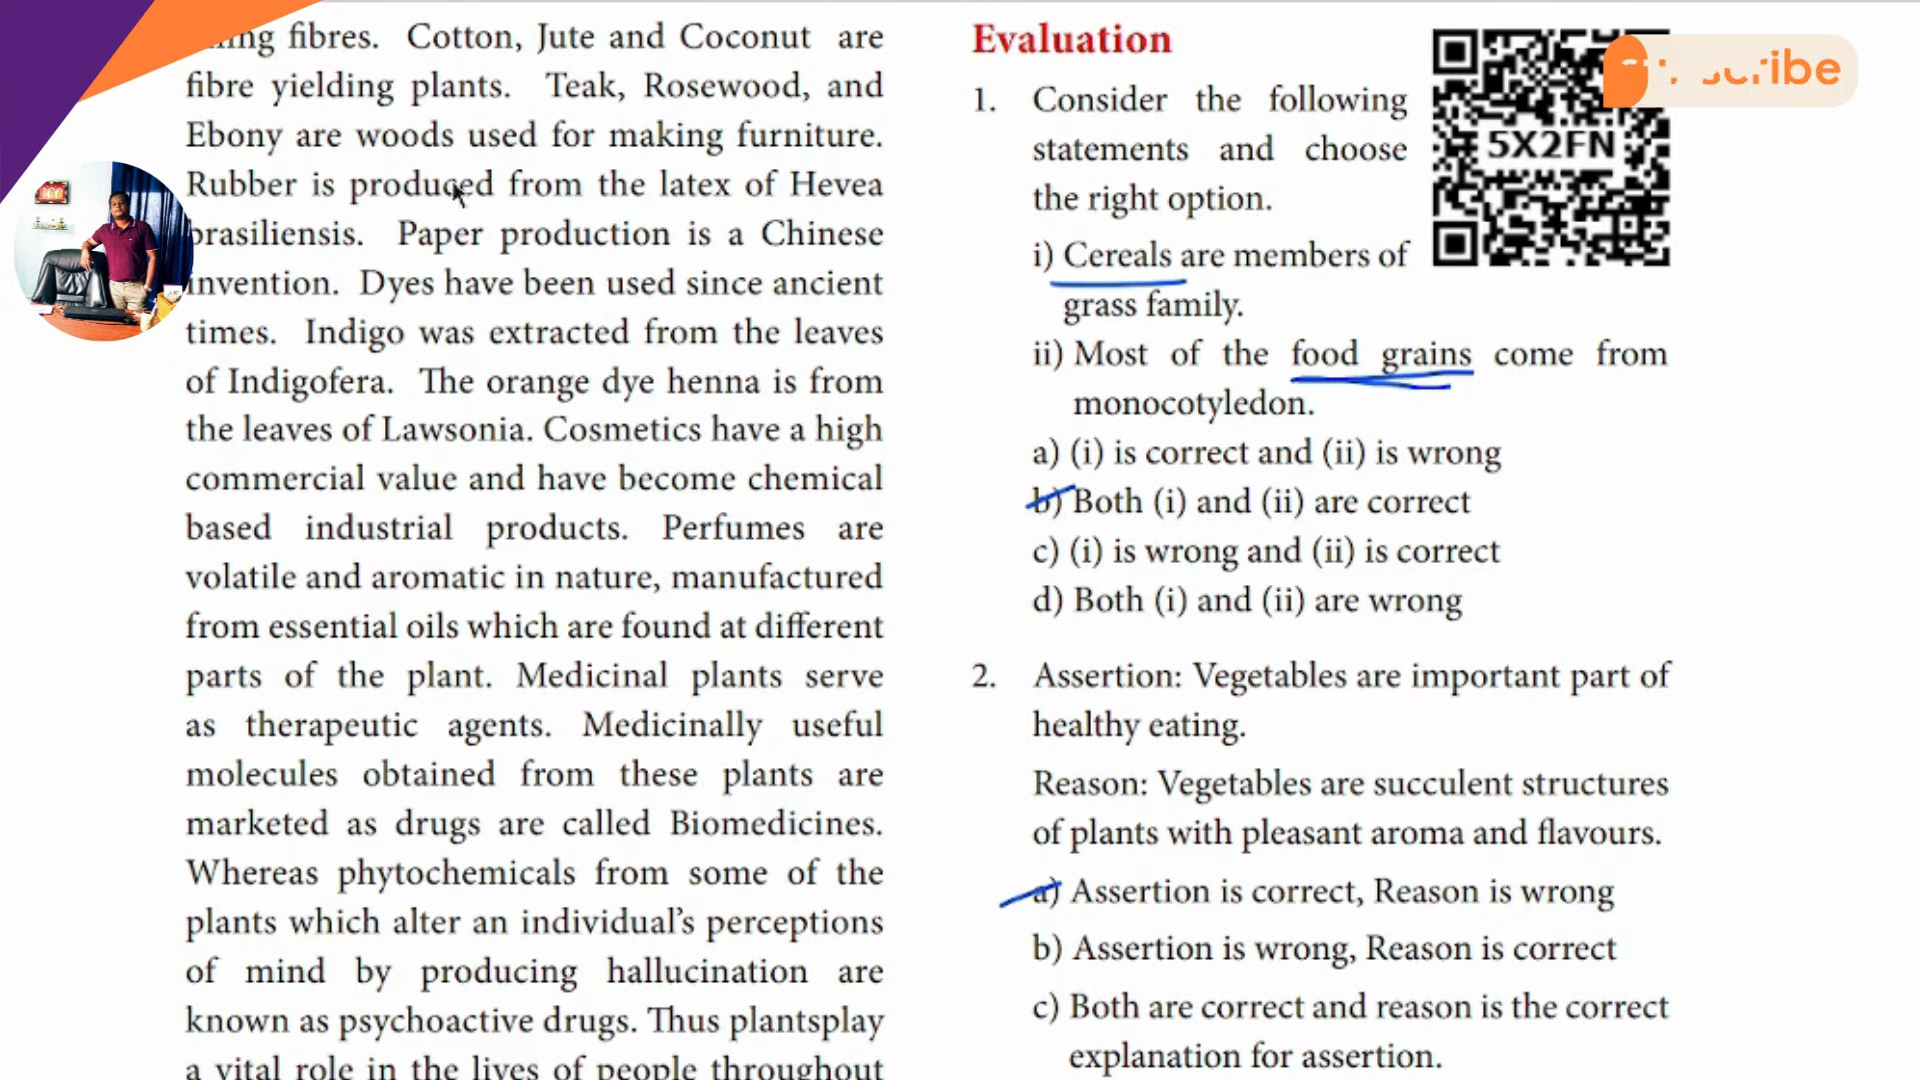 fibres. Cotton, Jute and Coconut are
fibre yielding plants. Teak, Rosewood, and
Ebony are woods used for making furniture.
Rubber is produced from the latex of Hevea
brasiliensis. Paper production is a Chinese
invention. Dyes have been used since ancient
times. Indigo was extracted from the leaves
of Indigofera. The orange dye henna is from
the leaves of Lawsonia. Cosmetics have a high
commercial value and have become chemical
based industrial products. Perfumes are
volatile and aromatic in nature, manufactured
from essential oils which are found at different
parts of the plant. Medicinal plants serve
as therapeutic agents. Medicinally useful
molecules obtained from these plants are
marketed as drugs are called Biomedicines.
Whereas phytochemicals from some of the
plants which alter an individual's perceptions
of mind by producing hallucination are
known as psychoactive drugs. Thus plantsplay
a vital role in the lives of people throughout
Evaluation
1. Consider the following
statements and choose
the right option.
i) Cereals are members of
grass family.
ii) Most of the food grains come from
monocotyledon.
a) (i) is correct and (ii) is wrong
b) Both (i) and (ii) are correct
c) (i) is wrong and (ii) is correct
d) Both (i) and (ii) are wrong
2. Assertion: Vegetables are important part of
healthy eating.
Reason: Vegetables are succulent structures
of plants with pleasant aroma and flavours.
a) Assertion is correct, Reason is wrong
b) Assertion is wrong, Reason is correct
c) Both are correct and reason is the correct
explanation for assertion.
5X2FN